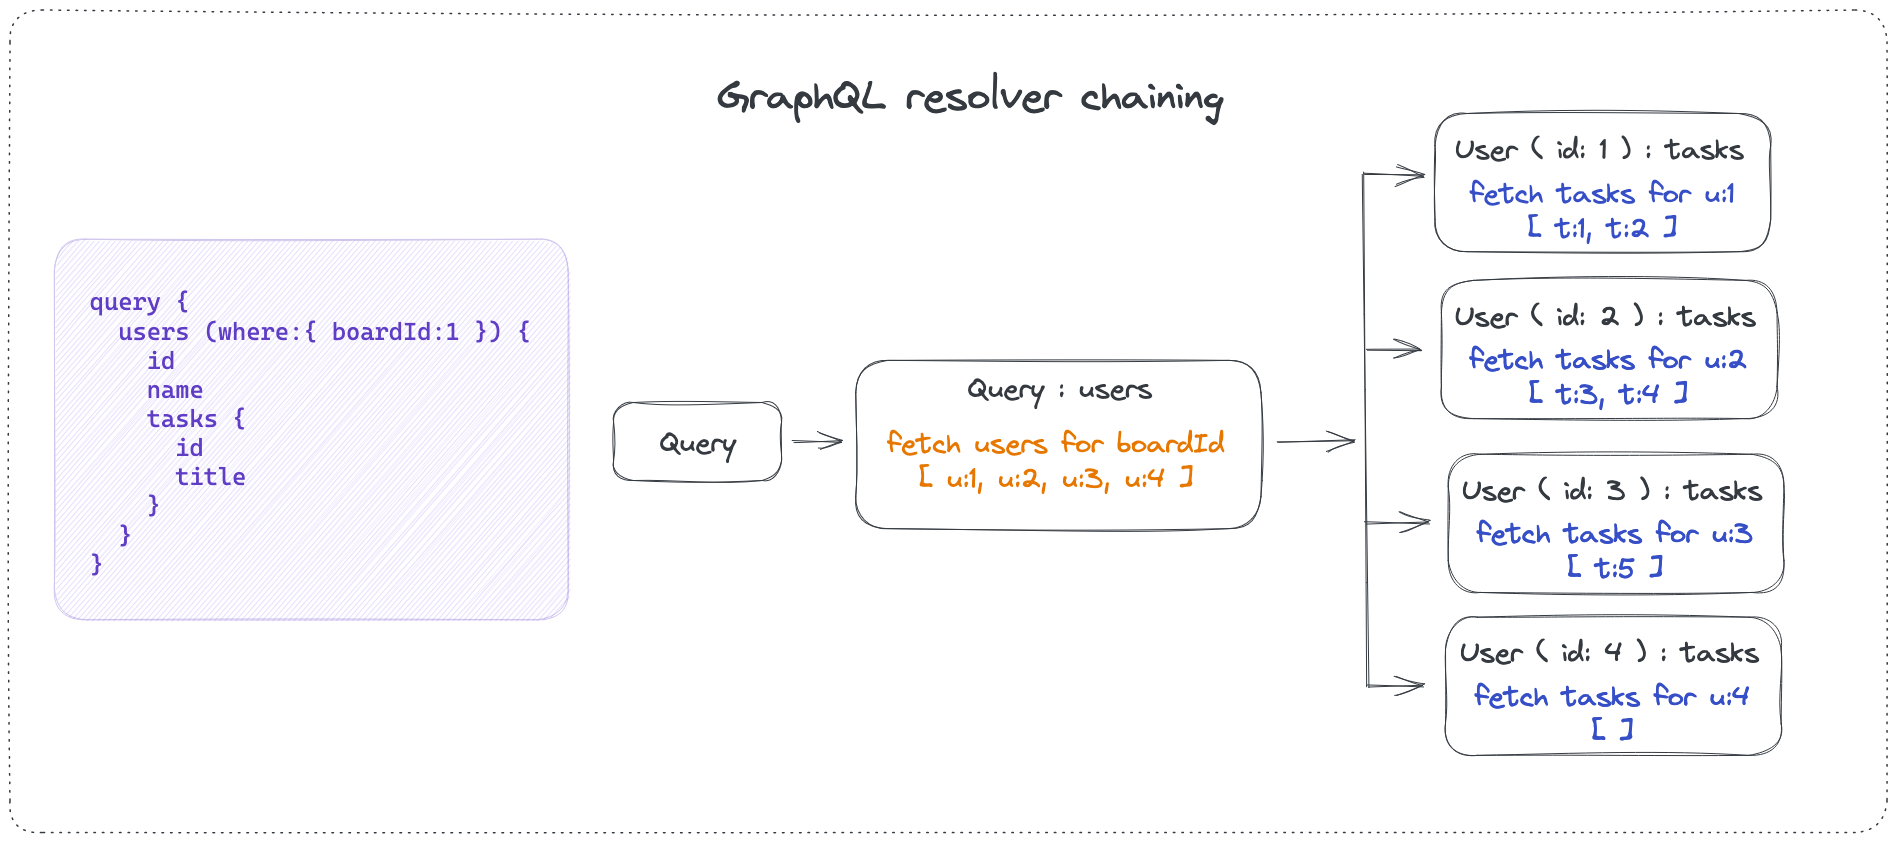 GraphQL resolver chaining
query {
users (where:{ boardId:1 }) {
id
name
tasks {
id
title
}
}
}
Query
Query : users
fetch users for boardId
[ u:1, u:2, u:3, u:4 ]
User ( id: 1 ) : tasks
fetch tasks for u:1
[ t:1, t:2 ]
User ( id: 2 ) : tasks
fetch tasks for u:2
[ t:3, t:4 ]
User ( id: 3 ) : tasks
fetch tasks for u:3
[ t:5 ]
User ( id: 4 ) : tasks
fetch tasks for u:4
[ ]